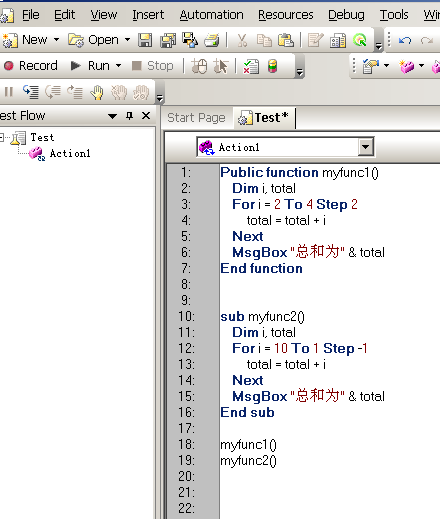 File Edit View Insert Automation Resources Debug Tools
New Open
Record Run Stop
Test Flow
Start Page Test*
Test
Action1
Action1
1: Public function myfunc1()
2: Dim i, total
3: For i = 2 To 4 Step 2
4: total = total + i
5: Next
6: MsgBox "总和为" & total
7: End function
8:
9:
10: sub myfunc2()
11: Dim i, total
12: For i = 10 To 1 Step -1
13: total = total + i
14: Next
15: MsgBox "总和为" & total
16: End sub
17:
18: myfunc1()
19: myfunc2()
20:
21:
22: